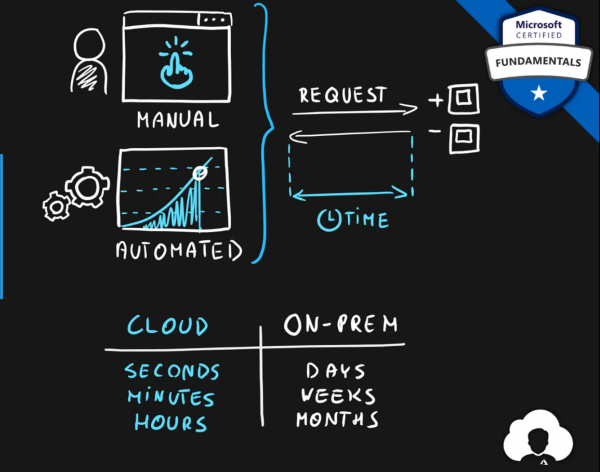 Microsoft
CERTIFIED
FUNDAMENTALS
REQUEST
+
-
MANUAL
TIME
AUTOMATED
CLOUD ON-PREM
SECONDS DAYS
MINUTES WEEKS
HOURS MONTHS